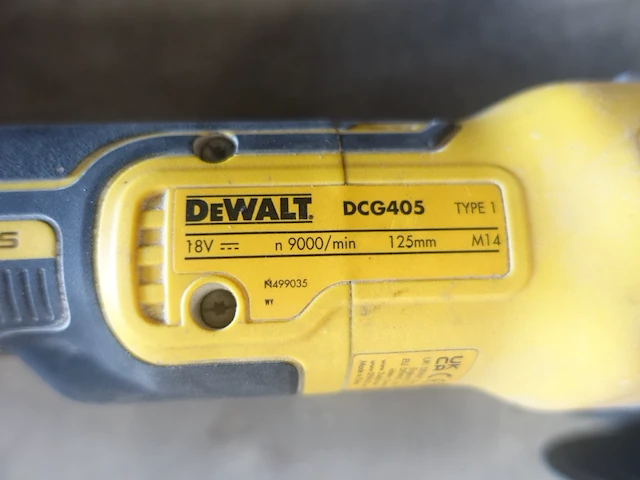 DEWALT. DCG405 TYPE 1
18V n 9000/min 125mm M14
N499035
WY
S
UK
CA